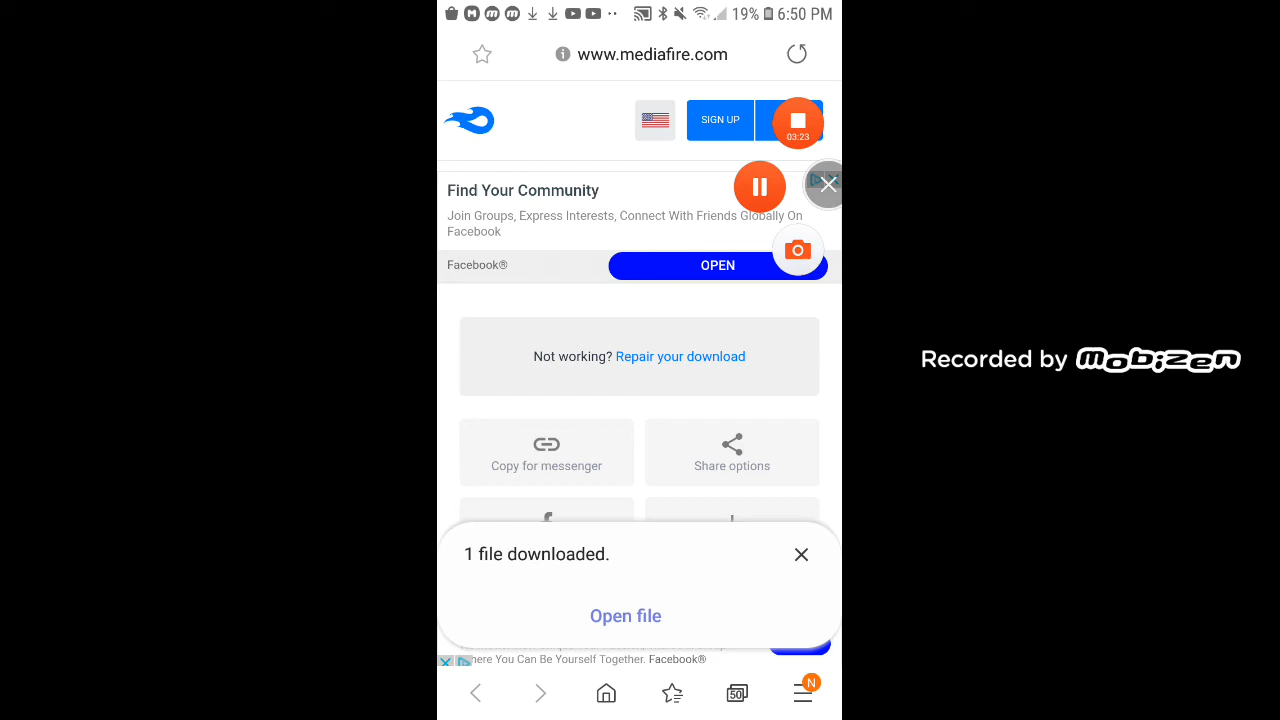 19% 6:50 PM
www.mediafire.com
SIGN UP
03:23
Find Your Community
Join Groups, Express Interests, Connect With Friends Globally On
Facebook
Facebook®
OPEN
Not working? Repair your download
Recorded by mobizen
Copy for messenger
Share options
1 file downloaded.
Open file
Where You Can Be Yourself Together. Facebook®
50
N